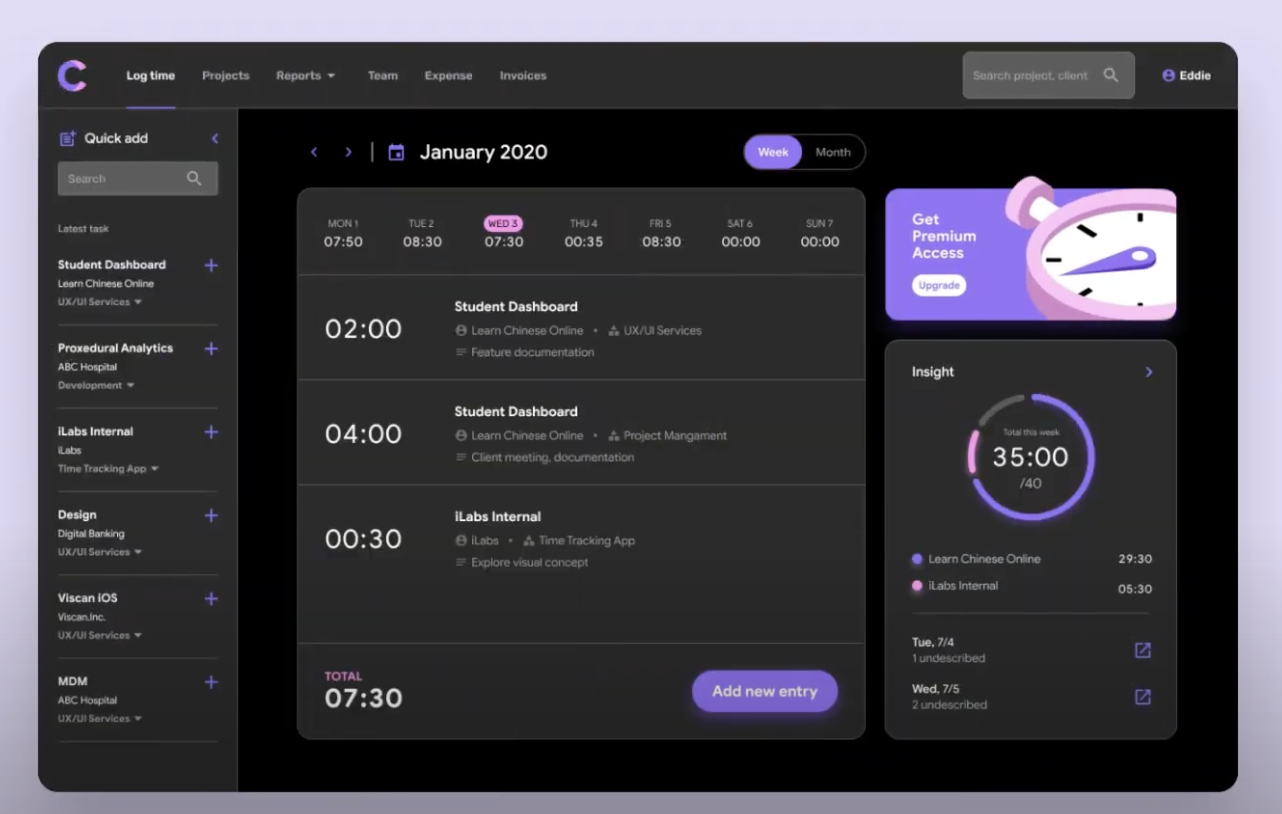 Log time
Projects
Reports
Team
Expense
Invoices
Search project, client
Eddie
Quick add
Search
Latest task
Student Dashboard
Learn Chinese Online
UX/UI Services
Proxedural Analytics
ABC Hospital
Development
iLabs Internal
iLabs
Time Tracking App
Design
Digital Banking
UX/UI Services
Viscan iOS
Viscan.Inc.
UX/UI Services
MDM
ABC Hospital
UX/UI Services
January 2020
Week
Month
MON 1
07:50
TUE 2
08:30
WED 3
07:30
THU 4
00:35
FRI 5
08:30
SAT 6
00:00
SUN 7
00:00
02:00
Student Dashboard
Learn Chinese Online • UX/UI Services
Feature documentation
04:00
Student Dashboard
Learn Chinese Online • Project Mangament
Client meeting, documentation
00:30
iLabs Internal
iLabs • Time Tracking App
Explore visual concept
TOTAL
07:30
Add new entry
Get
Premium
Access
Upgrade
Insight
Total this week
35:00
/40
Learn Chinese Online 29:30
iLabs Internal 05:30
Tue, 7/4
1 undescribed
Wed, 7/5
2 undescribed